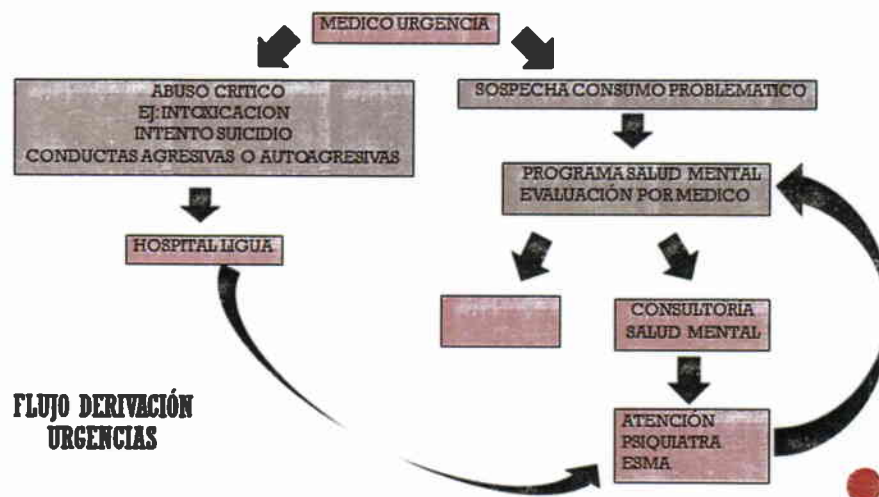 MEDICO URGENCIA
ABUSO CRITICO
EJ: INTOXICACION
INTENTO SUICIDIO
CONDUCTAS AGRESIVAS O AUTOAGRESIVAS
SOSPECHA CONSUMO PROBLEMATICO
PROGRAMA SALUD MENTAL
EVALUACIÓN POR MEDICO
HOSPITAL LIGUA
CONSULTORIA
SALUD MENTAL
FLUJO DERIVACIÓN
URGENCIAS
ATENCIÓN
PSIQUIATRA
ESMA